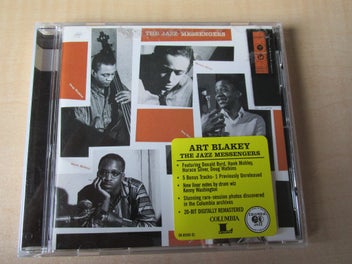 THE JAZZ MESSENGERS
ART BLAKEY
THE JAZZ MESSENGERS
• Featuring Donald Byrd, Hank Mobley,
Horace Silver, Doug Watkins
• 5 Bonus Tracks- 1 Previously Unreleased
• New liner notes by drum wiz
Kenny Washington
• Stunning rare-session photos discovered
in the Columbia archives
• 20-BIT DIGITALLY REMASTERED
COLUMBIA
L